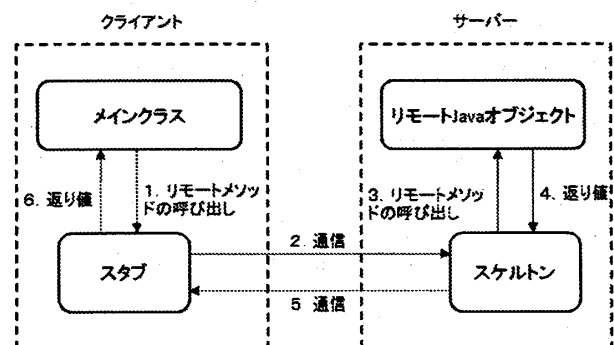 クライアント
サーバー
メインクラス
リモートJavaオブジェクト
6. 返り値
1. リモートメソッ
ドの呼び出し
3. リモートメソッ
ドの呼び出し
4. 返り値
2. 通信
スタブ
スケルトン
5 通信